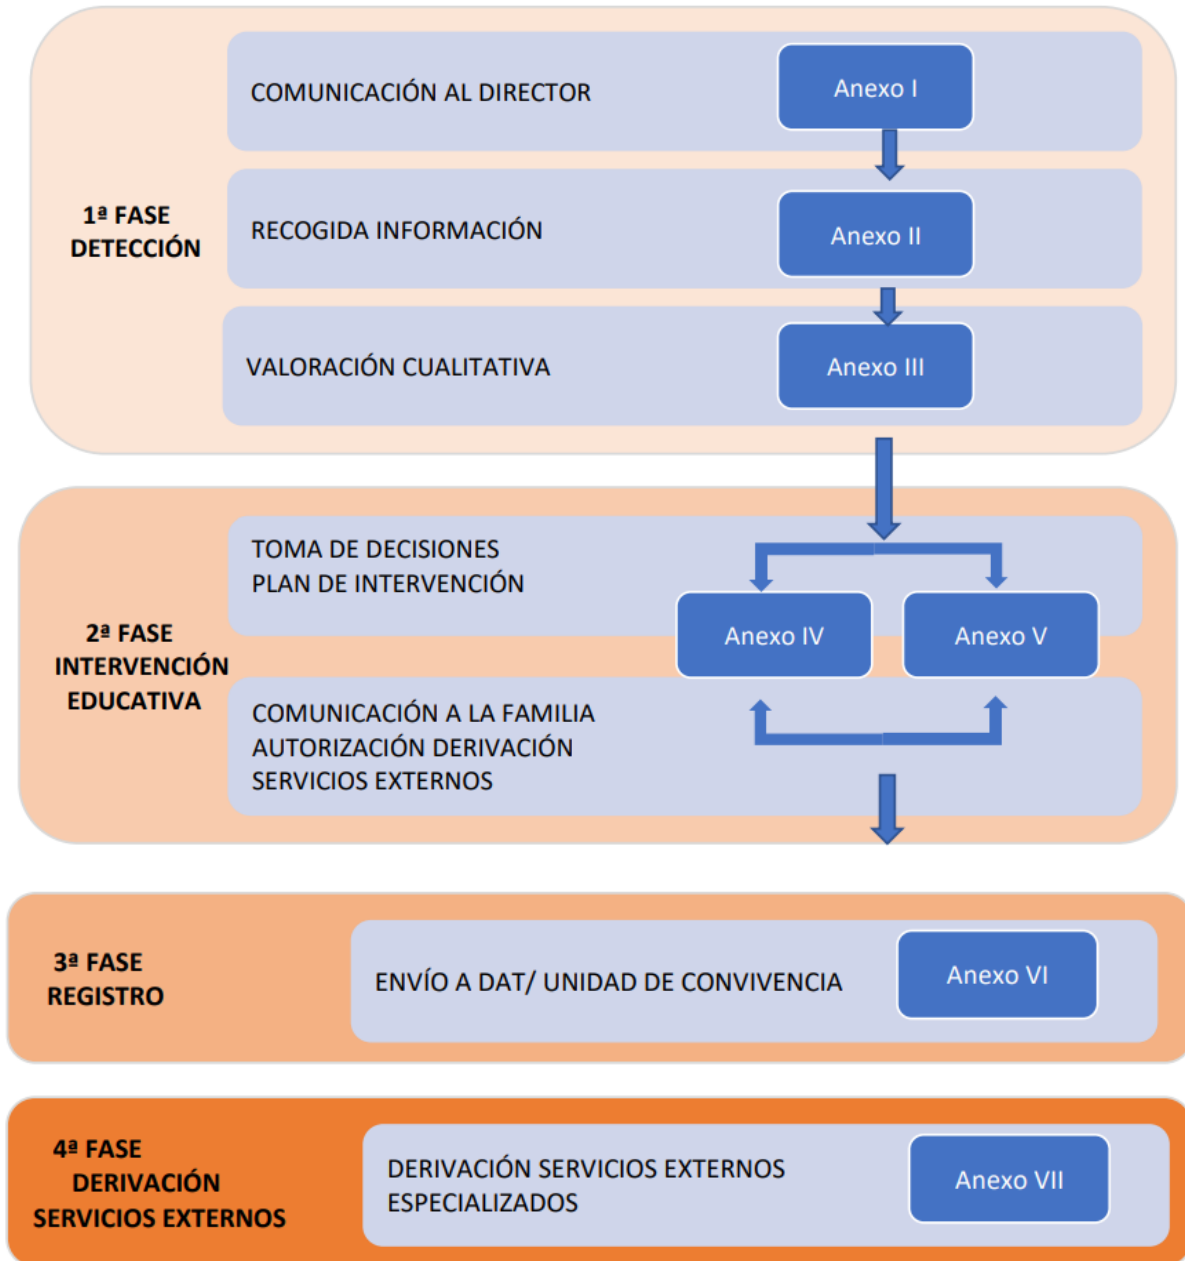 1ª FASE
DETECCIÓN
COMUNICACIÓN AL DIRECTOR
Anexo I
RECOGIDA INFORMACIÓN
Anexo II
VALORACIÓN CUALITATIVA
Anexo III
2ª FASE
INTERVENCIÓN
EDUCATIVA
TOMA DE DECISIONES
PLAN DE INTERVENCIÓN
Anexo IV
Anexo V
COMUNICACIÓN A LA FAMILIA
AUTORIZACIÓN DERIVACIÓN
SERVICIOS EXTERNOS
3ª FASE
REGISTRO
ENVÍO A DAT/ UNIDAD DE CONVIVENCIA
Anexo VI
4ª FASE
DERIVACIÓN
SERVICIOS EXTERNOS
DERIVACIÓN SERVICIOS EXTERNOS
ESPECIALIZADOS
Anexo VII